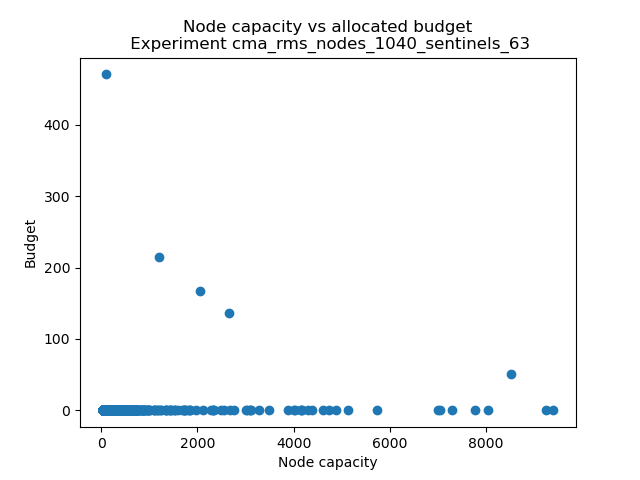 Node capacity vs allocated budget
Experiment cma_rms_nodes_1040_sentinels_63
400
300
200
100
0
Budget
0 2000 4000 6000 8000
Node capacity